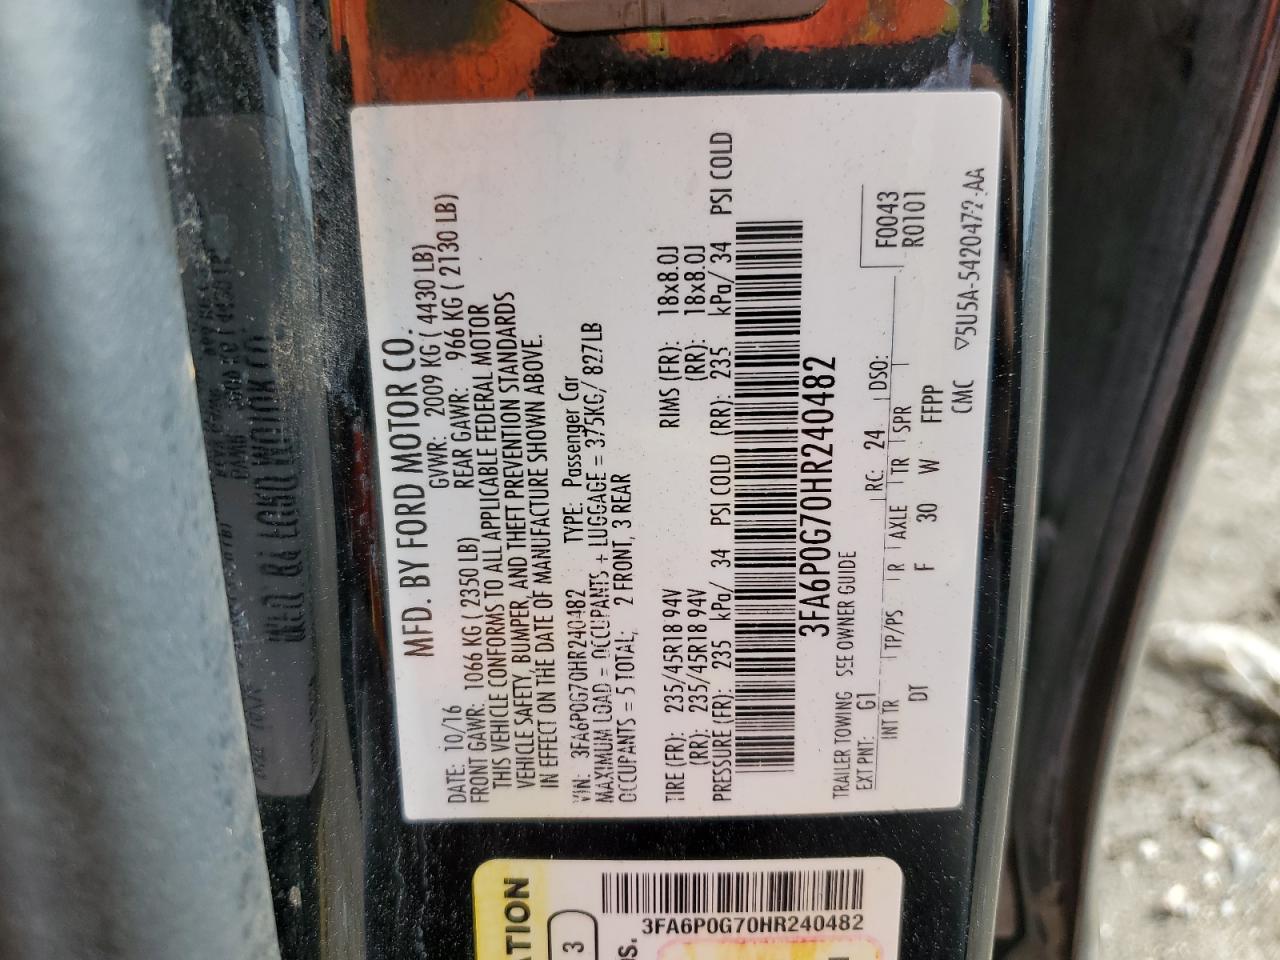 MFD. BY FORD MOTOR CO.
DATE: 10/16 GVWR: 2009 KG ( 4430 LB)
FRONT GAWR: 1066 KG ( 2350 LB) REAR GAWR: 966 KG ( 2130 LB)
THIS VEHICLE CONFORMS TO ALL APPLICABLE FEDERAL MOTOR
VEHICLE SAFETY, BUMPER, AND THEFT PREVENTION STANDARDS
IN EFFECT ON THE DATE OF MANUFACTURE SHOWN ABOVE.
VIN: 3FA6P0G70HR240482 TYPE: Passenger Car
MAXIMUM LOAD = OCCUPANTS + LUGGAGE = 375KG/ 827LB
OCCUPANTS = 5 TOTAL; 2 FRONT, 3 REAR
TIRE (FR): 235/45R18 94V RIMS (FR): 18x8.0J
(RR): 235/45R18 94V (RR): 18x8.0J
PRESSURE (FR): 235 kPa/ 34 PSI COLD (RR): 235 kPa/ 34 PSI COLD
3FA6P0G70HR240482
TRAILER TOWING SEE OWNER GUIDE
EXT PNT: G1 RC: 24 DSO: F0043
R0101
INT TR TP/PS R AXLE TR SPR
DT F 30 W FFPP
CMC ▽5U5A-5420472-AA
ATION
3
3FA6P0G70HR240482